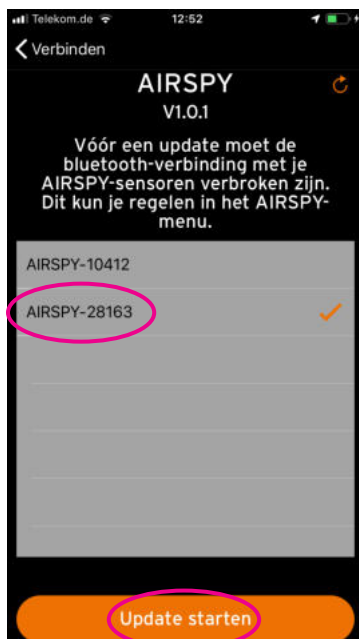 Telekom.de 12:52
Verbinden
AIRSPY
V1.0.1
Vóór een update moet de
bluetooth-verbinding met je
AIRSPY-sensoren verbroken zijn.
Dit kun je regelen in het AIRSPY-
menu.
AIRSPY-10412
AIRSPY-28163
Update starten